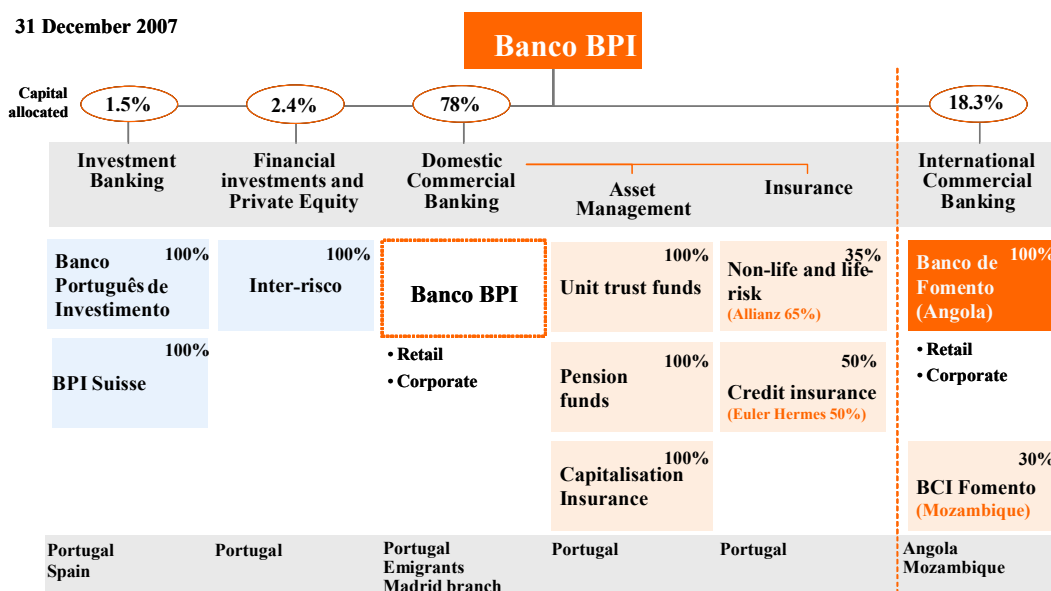 31 December 2007
Banco BPI
Capital
allocated
1.5%
2.4%
78%
18.3%
Investment
Banking
Financial
investments and
Private Equity
Domestic
Commercial
Banking
Asset
Management
Insurance
International
Commercial
Banking
100%
Banco
Português de
Investimento
100%
BPI Suisse
100%
Inter-risco
Banco BPI
• Retail
• Corporate
100%
Unit trust funds
100%
Pension
funds
100%
Capitalisation
Insurance
35%
Non-life and life-
risk
(Allianz 65%)
50%
Credit insurance
(Euler Hermes 50%)
Banco de 100%
Fomento
(Angola)
• Retail
• Corporate
30%
BCI Fomento
(Mozambique)
Portugal
Spain
Portugal
Portugal
Emigrants
Madrid branch
Portugal
Portugal
Angola
Mozambique